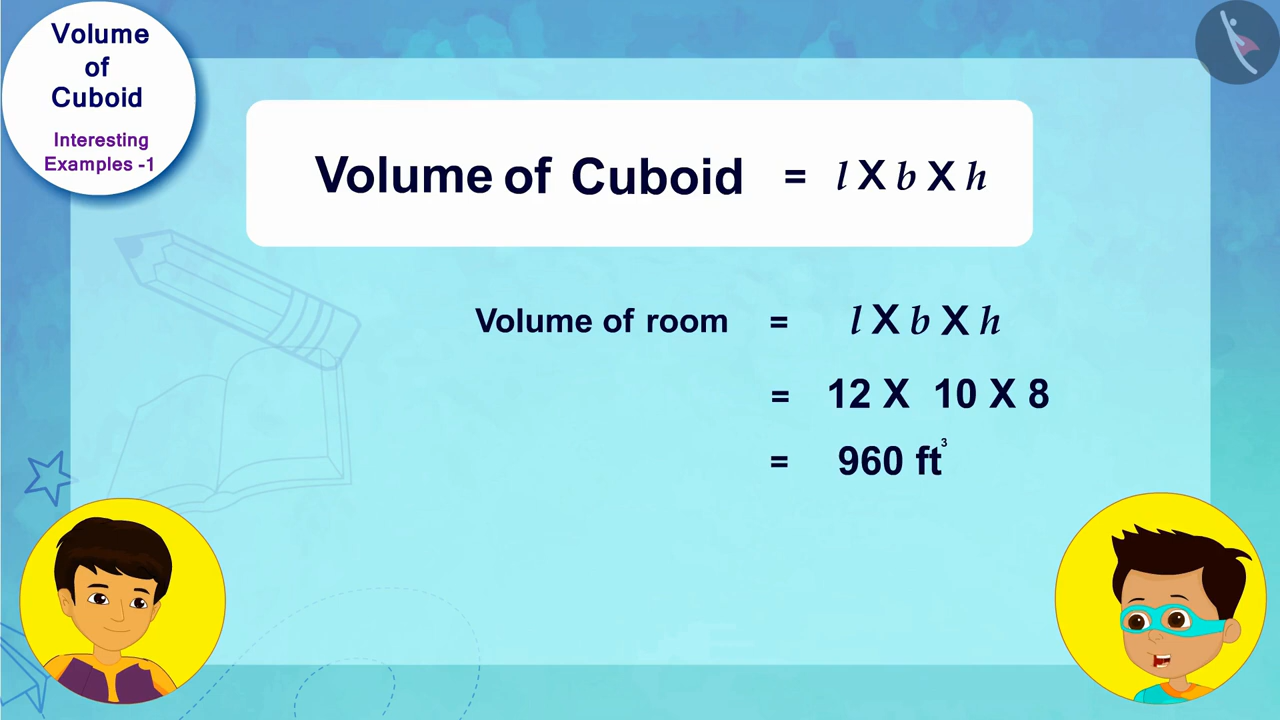 Volume
of
Cuboid
Interesting
Examples -1
Volume of Cuboid = l X b X h
Volume of room = l X b X h
= 12 X 10 X 8
= 960 ft³